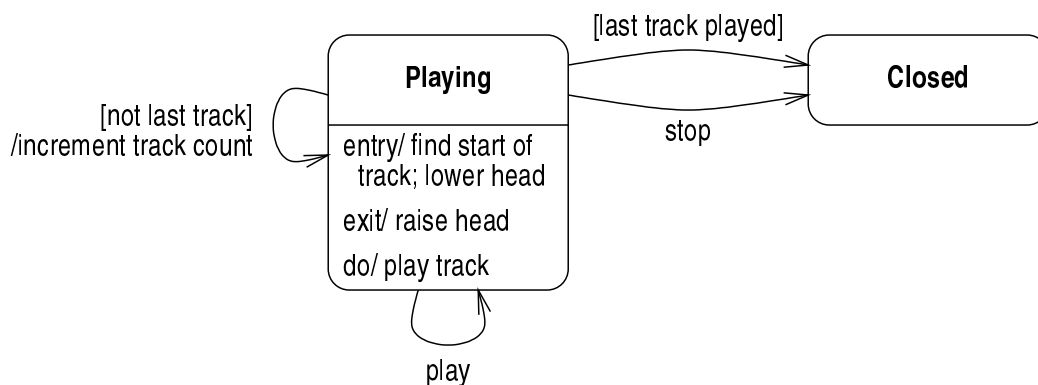 [last track played]
Playing
Closed
[not last track]
/increment track count
stop
entry/ find start of
track; lower head
exit/ raise head
do/ play track
play